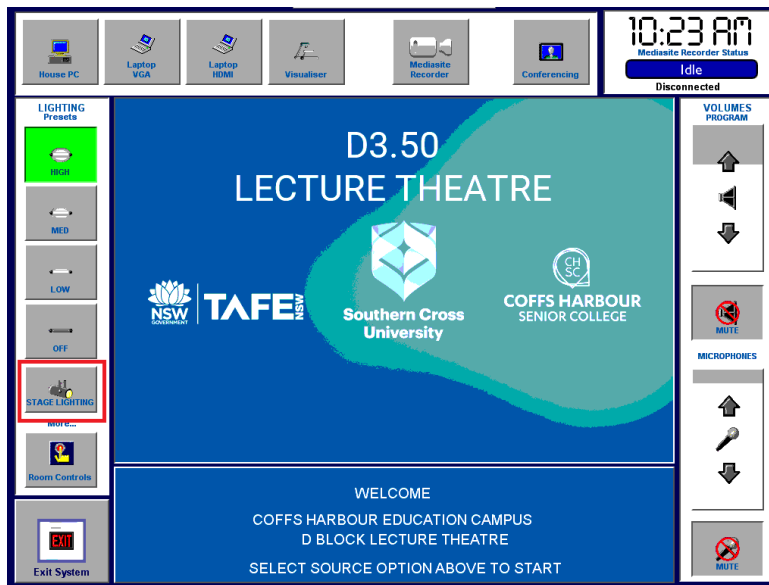 House PC
Laptop
VGA
Laptop
HDMI
Visualiser
Mediasite
Recorder
Conferencing
10:23 AM
Mediasite Recorder Status
Idle
Disconnected
LIGHTING
Presets
HIGH
MED
LOW
OFF
STAGE LIGHTING
More...
Room Controls
EXIT
Exit System
D3.50
LECTURE THEATRE
NSW
GOVERNMENT
TAFE
NSW
Southern Cross
University
CH
SC
COFFS HARBOUR
SENIOR COLLEGE
WELCOME
COFFS HARBOUR EDUCATION CAMPUS
D BLOCK LECTURE THEATRE
SELECT SOURCE OPTION ABOVE TO START
VOLUMES
PROGRAM
MUTE
MICROPHONES
MUTE